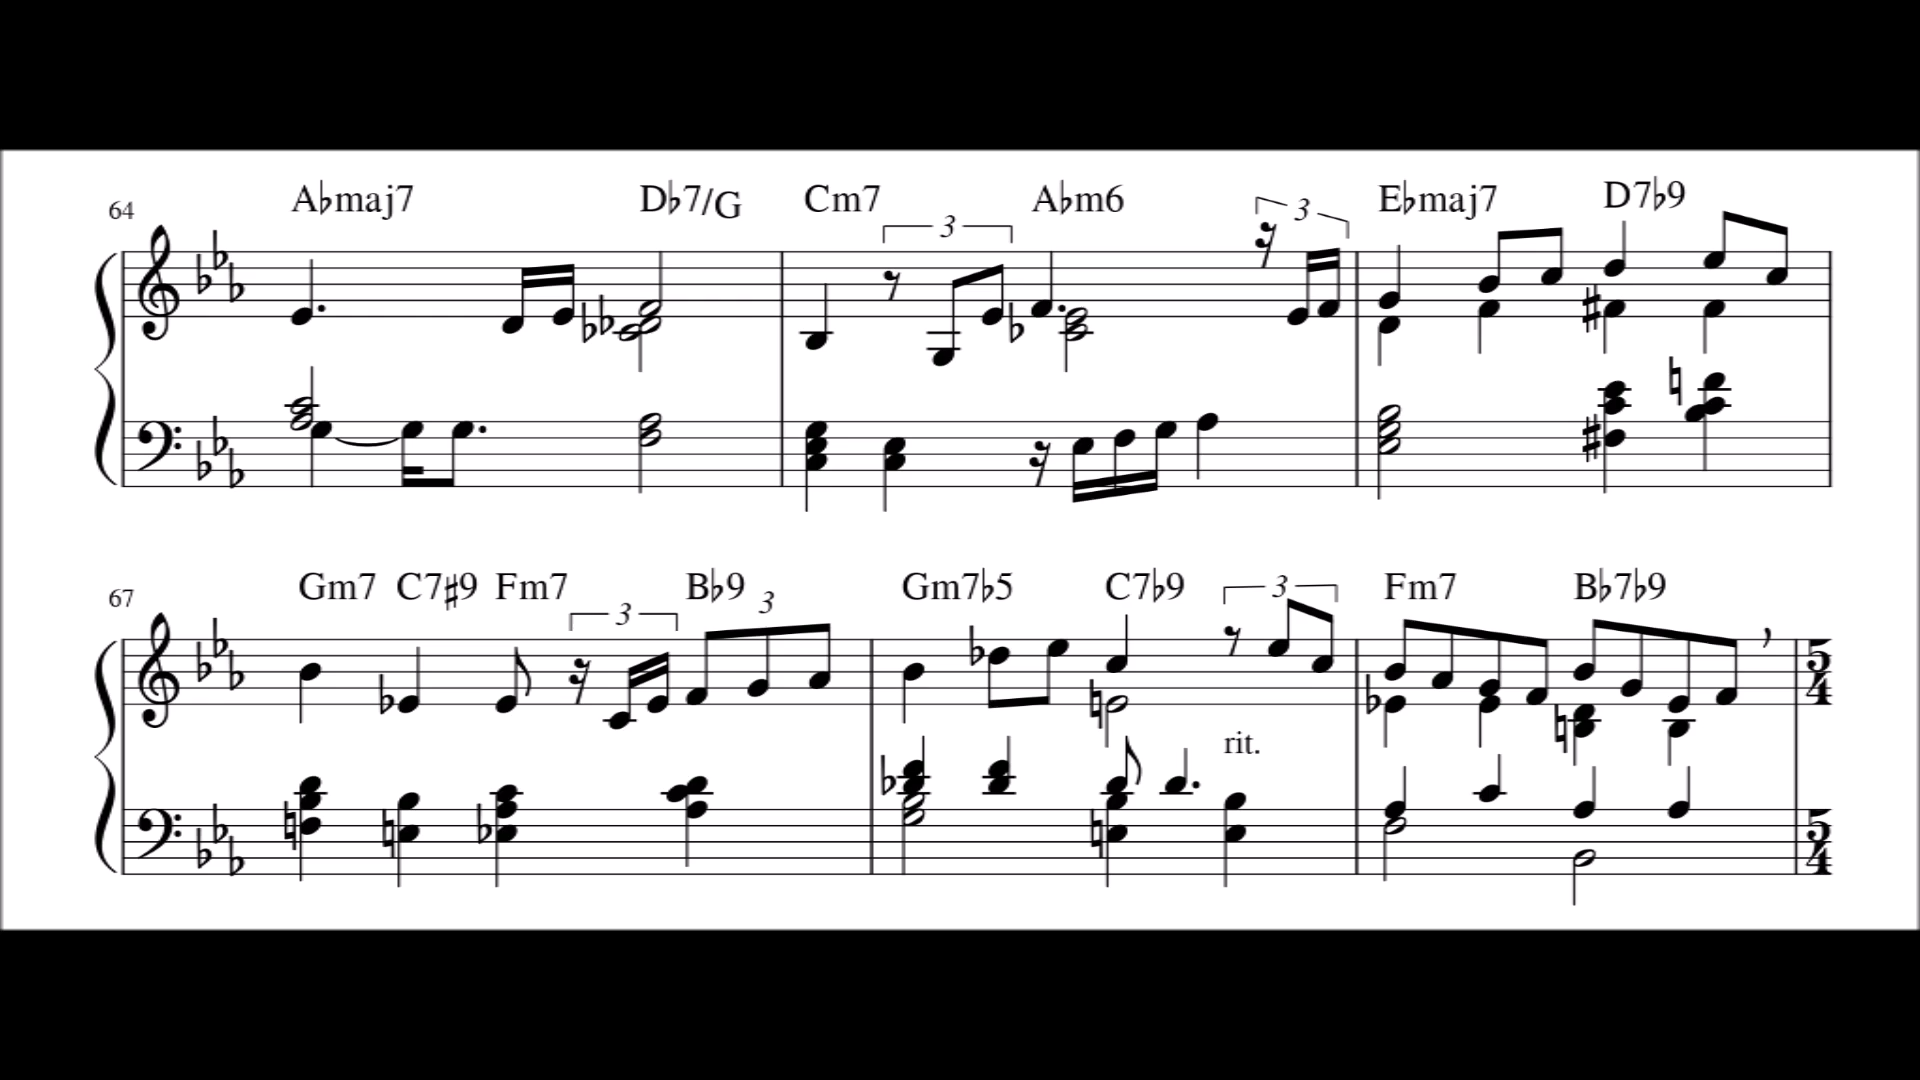 64 A♭maj7 D♭7/G Cm7 A♭m6 E♭maj7 D7♭9
3 3
67 Gm7 C7♯9 Fm7 B♭9 Gm7♭5 C7♭9 Fm7 B♭7♭9
3 3 3
5 4
rit.
5 4